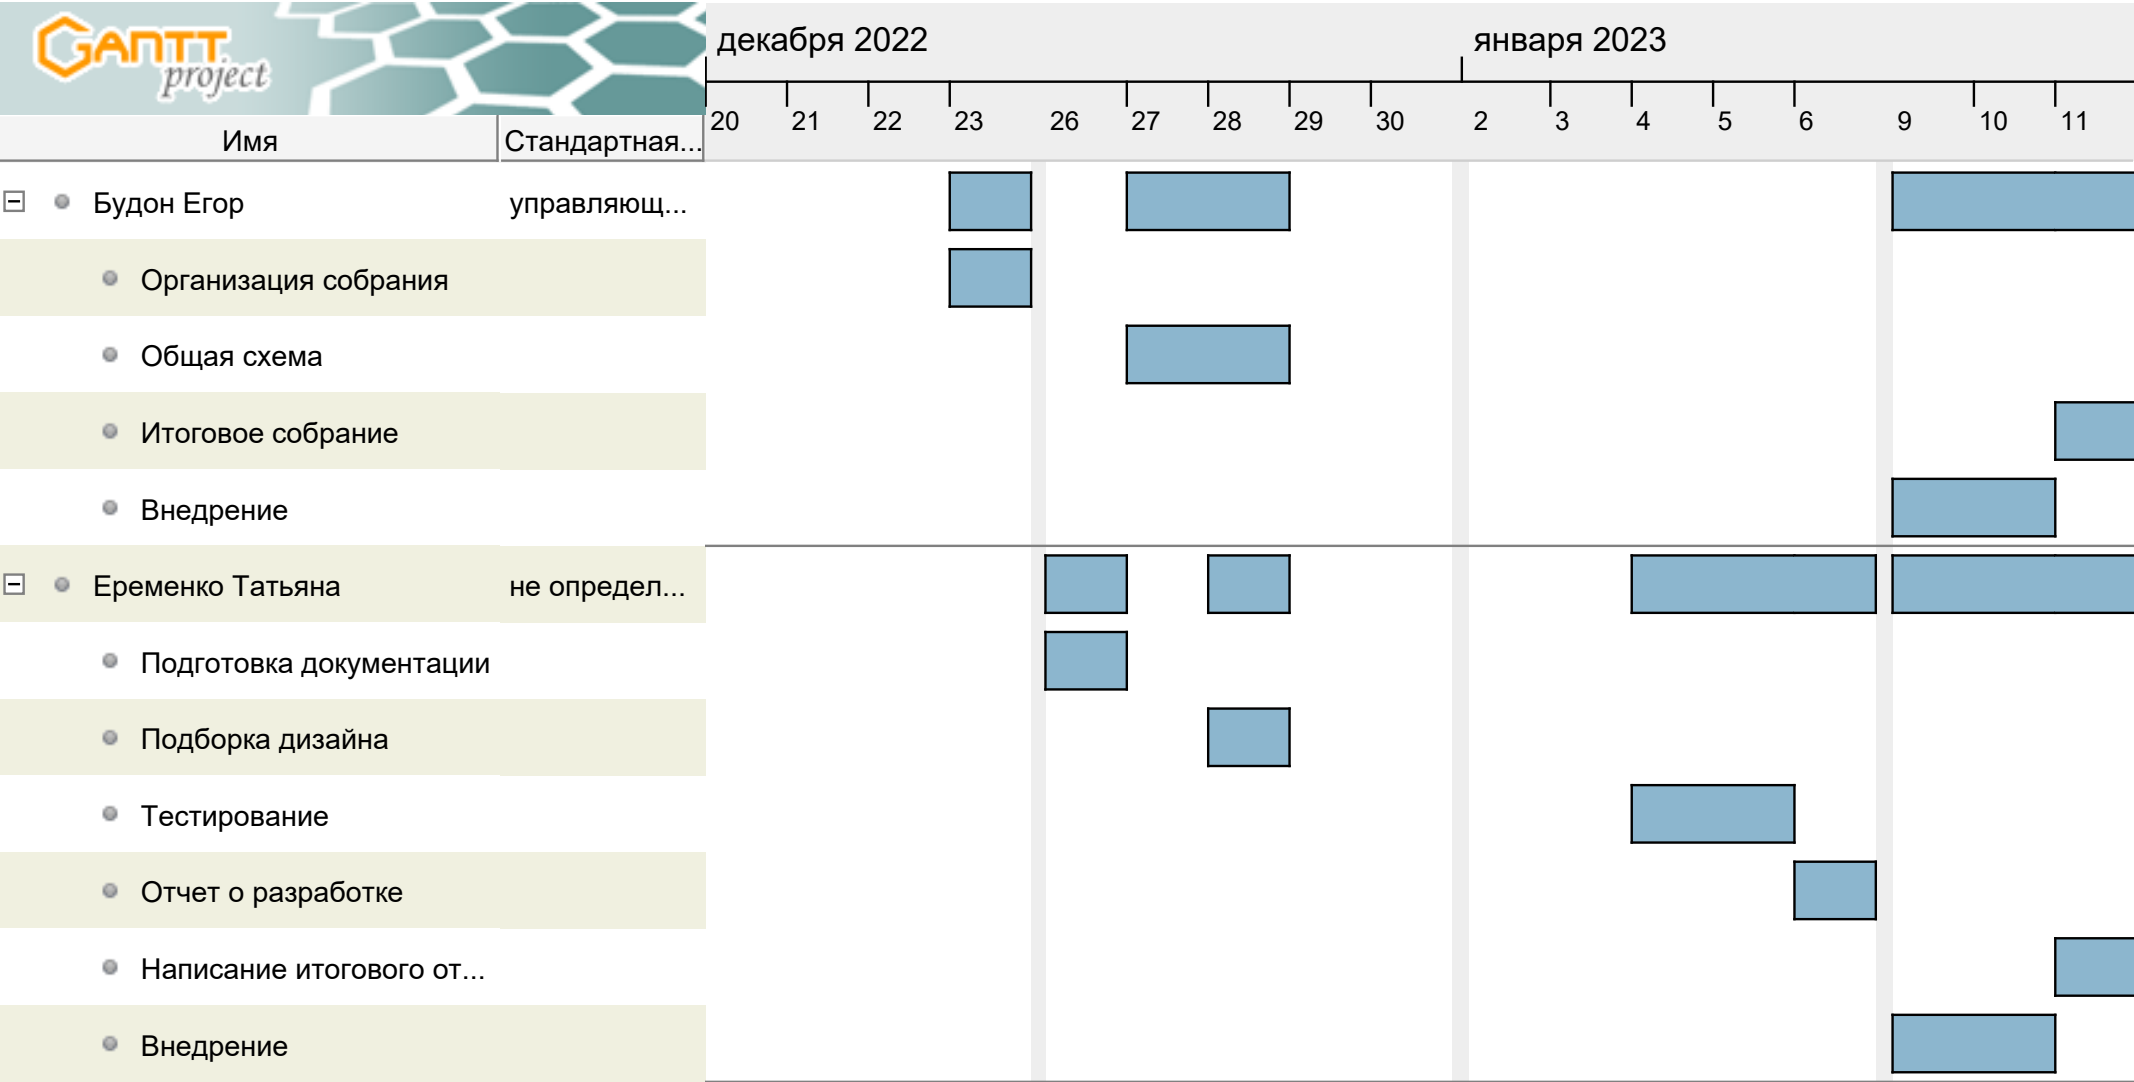 GANTT
project
декабря 2022
января 2023
20 21 22 23 26 27 28 29 30 2 3 4 5 6 9 10 11
Имя
Стандартная...
Будон Егор управляющ...
Организация собрания
Общая схема
Итоговое собрание
Внедрение
Еременко Татьяна не определ...
Подготовка документации
Подборка дизайна
Тестирование
Отчет о разработке
Написание итогового от...
Внедрение